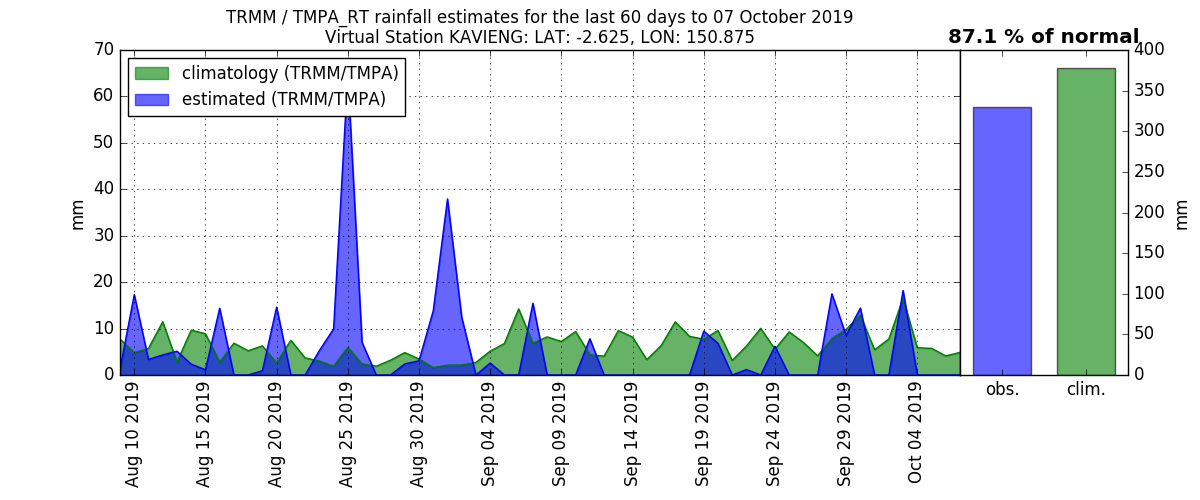 TRMM / TMPA_RT rainfall estimates for the last 60 days to 07 October 2019
Virtual Station KAVIENG: LAT: -2.625, LON: 150.875
87.1 % of normal
climatology (TRMM/TMPA)
estimated (TRMM/TMPA)
mm
70
60
50
40
30
20
10
0
Aug 10 2019
Aug 15 2019
Aug 20 2019
Aug 25 2019
Aug 30 2019
Sep 04 2019
Sep 09 2019
Sep 14 2019
Sep 19 2019
Sep 24 2019
Sep 29 2019
Oct 04 2019
obs.
clim.
400
350
300
250
200
150
100
50
0
mm